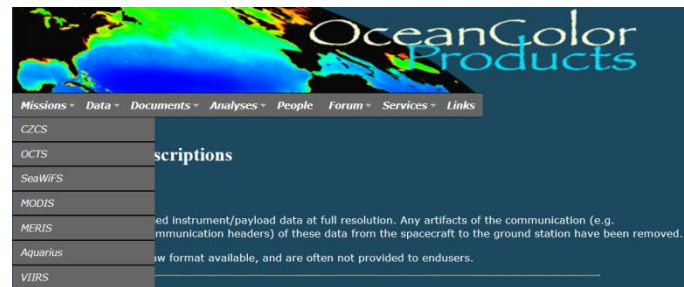 OceanColor
Products
Missions Data Documents Analyses People Forum Services Links
CZCS
OCTS
scriptions
SeaWiFS
MODIS
ed instrument/payload data at full resolution. Any artifacts of the communication (e.g.
MERIS
mmunication headers) of these data from the spacecraft to the ground station have been removed.
Aquarius
w format available, and are often not provided to endusers.
VIIRS